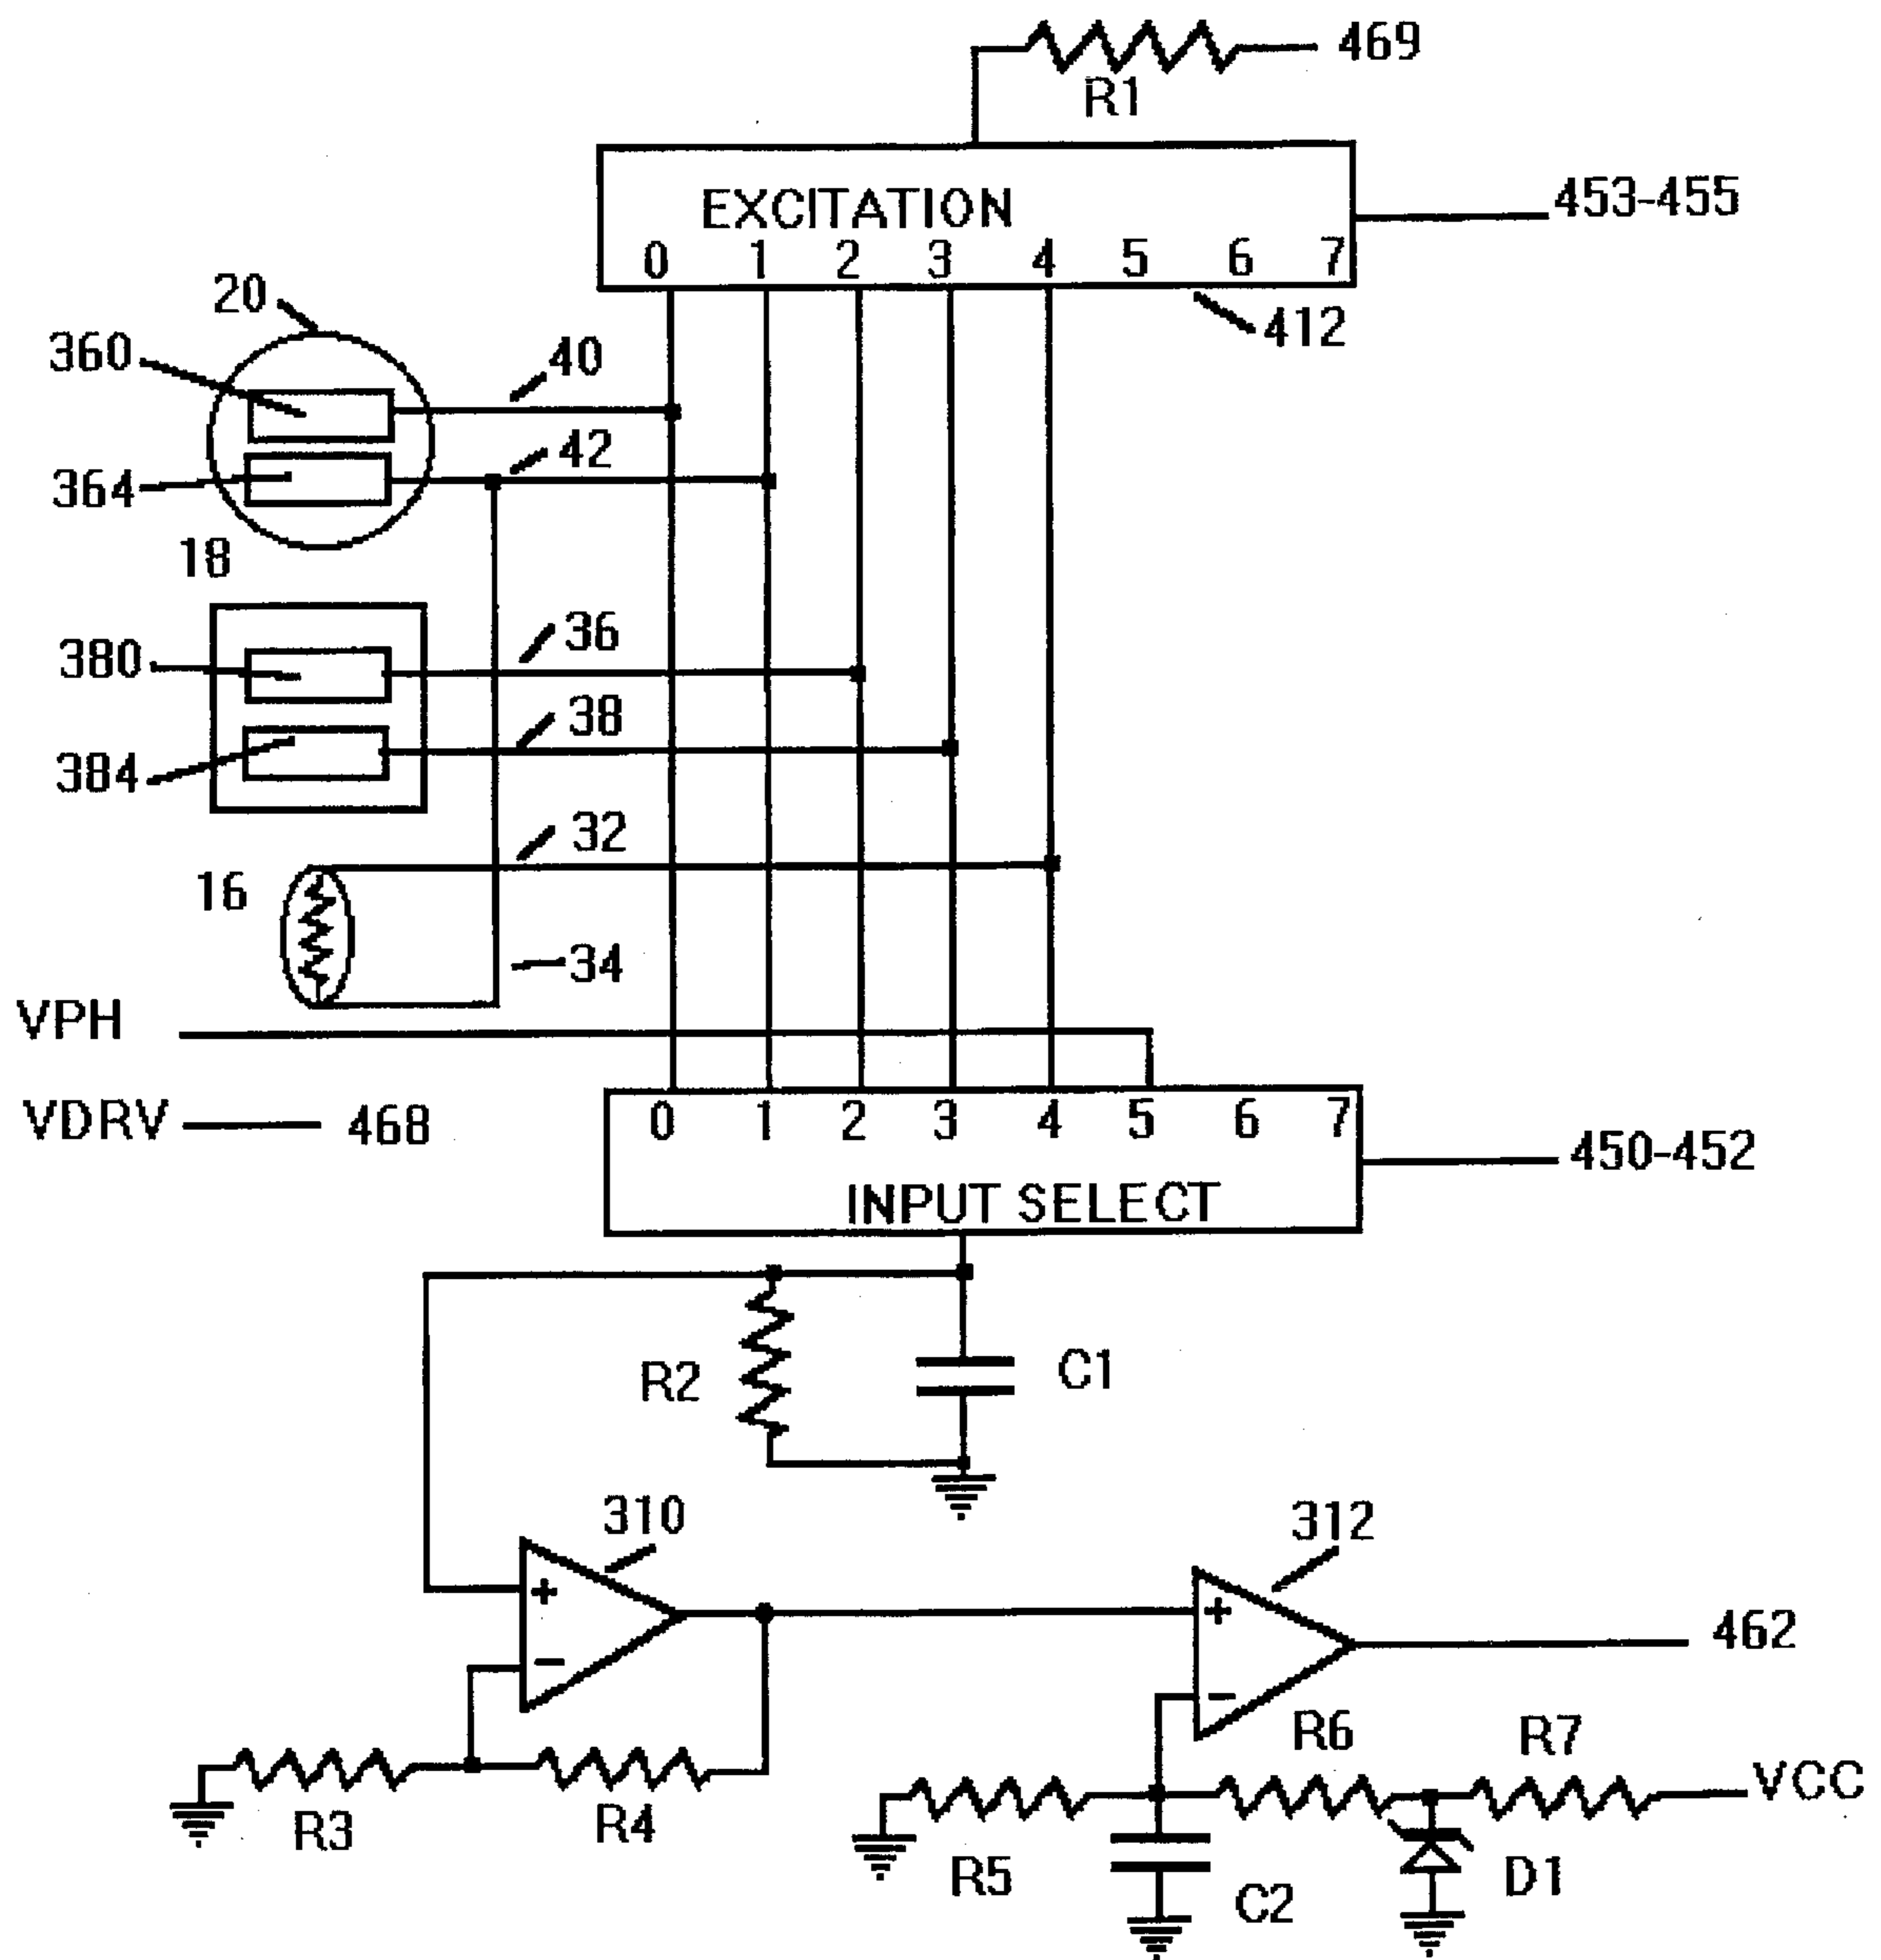 469
R1
EXCITATION
453-455
0 1 2 3 4 5 6 7
20
412
360
40
364
42
18
380
36
38
384
32
16
34
VPH
VDRV 468
0 1 2 3 4 5 6 7
450-452
INPUT SELECT
R2
C1
310
312
+
+
462
-
-
R6
R7
VCC
R3
R4
R5
C2
D1